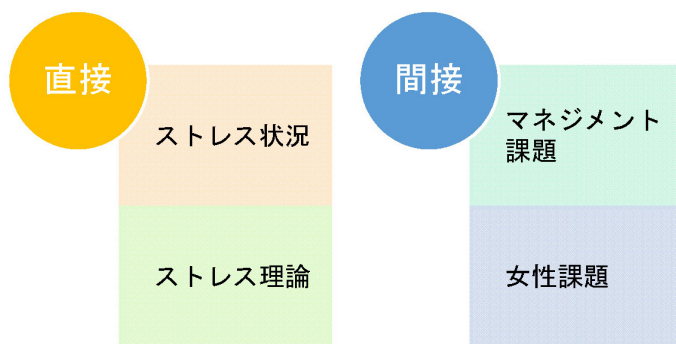 直接
ストレス状況
ストレス理論
間接
マネジメント
課題
女性課題